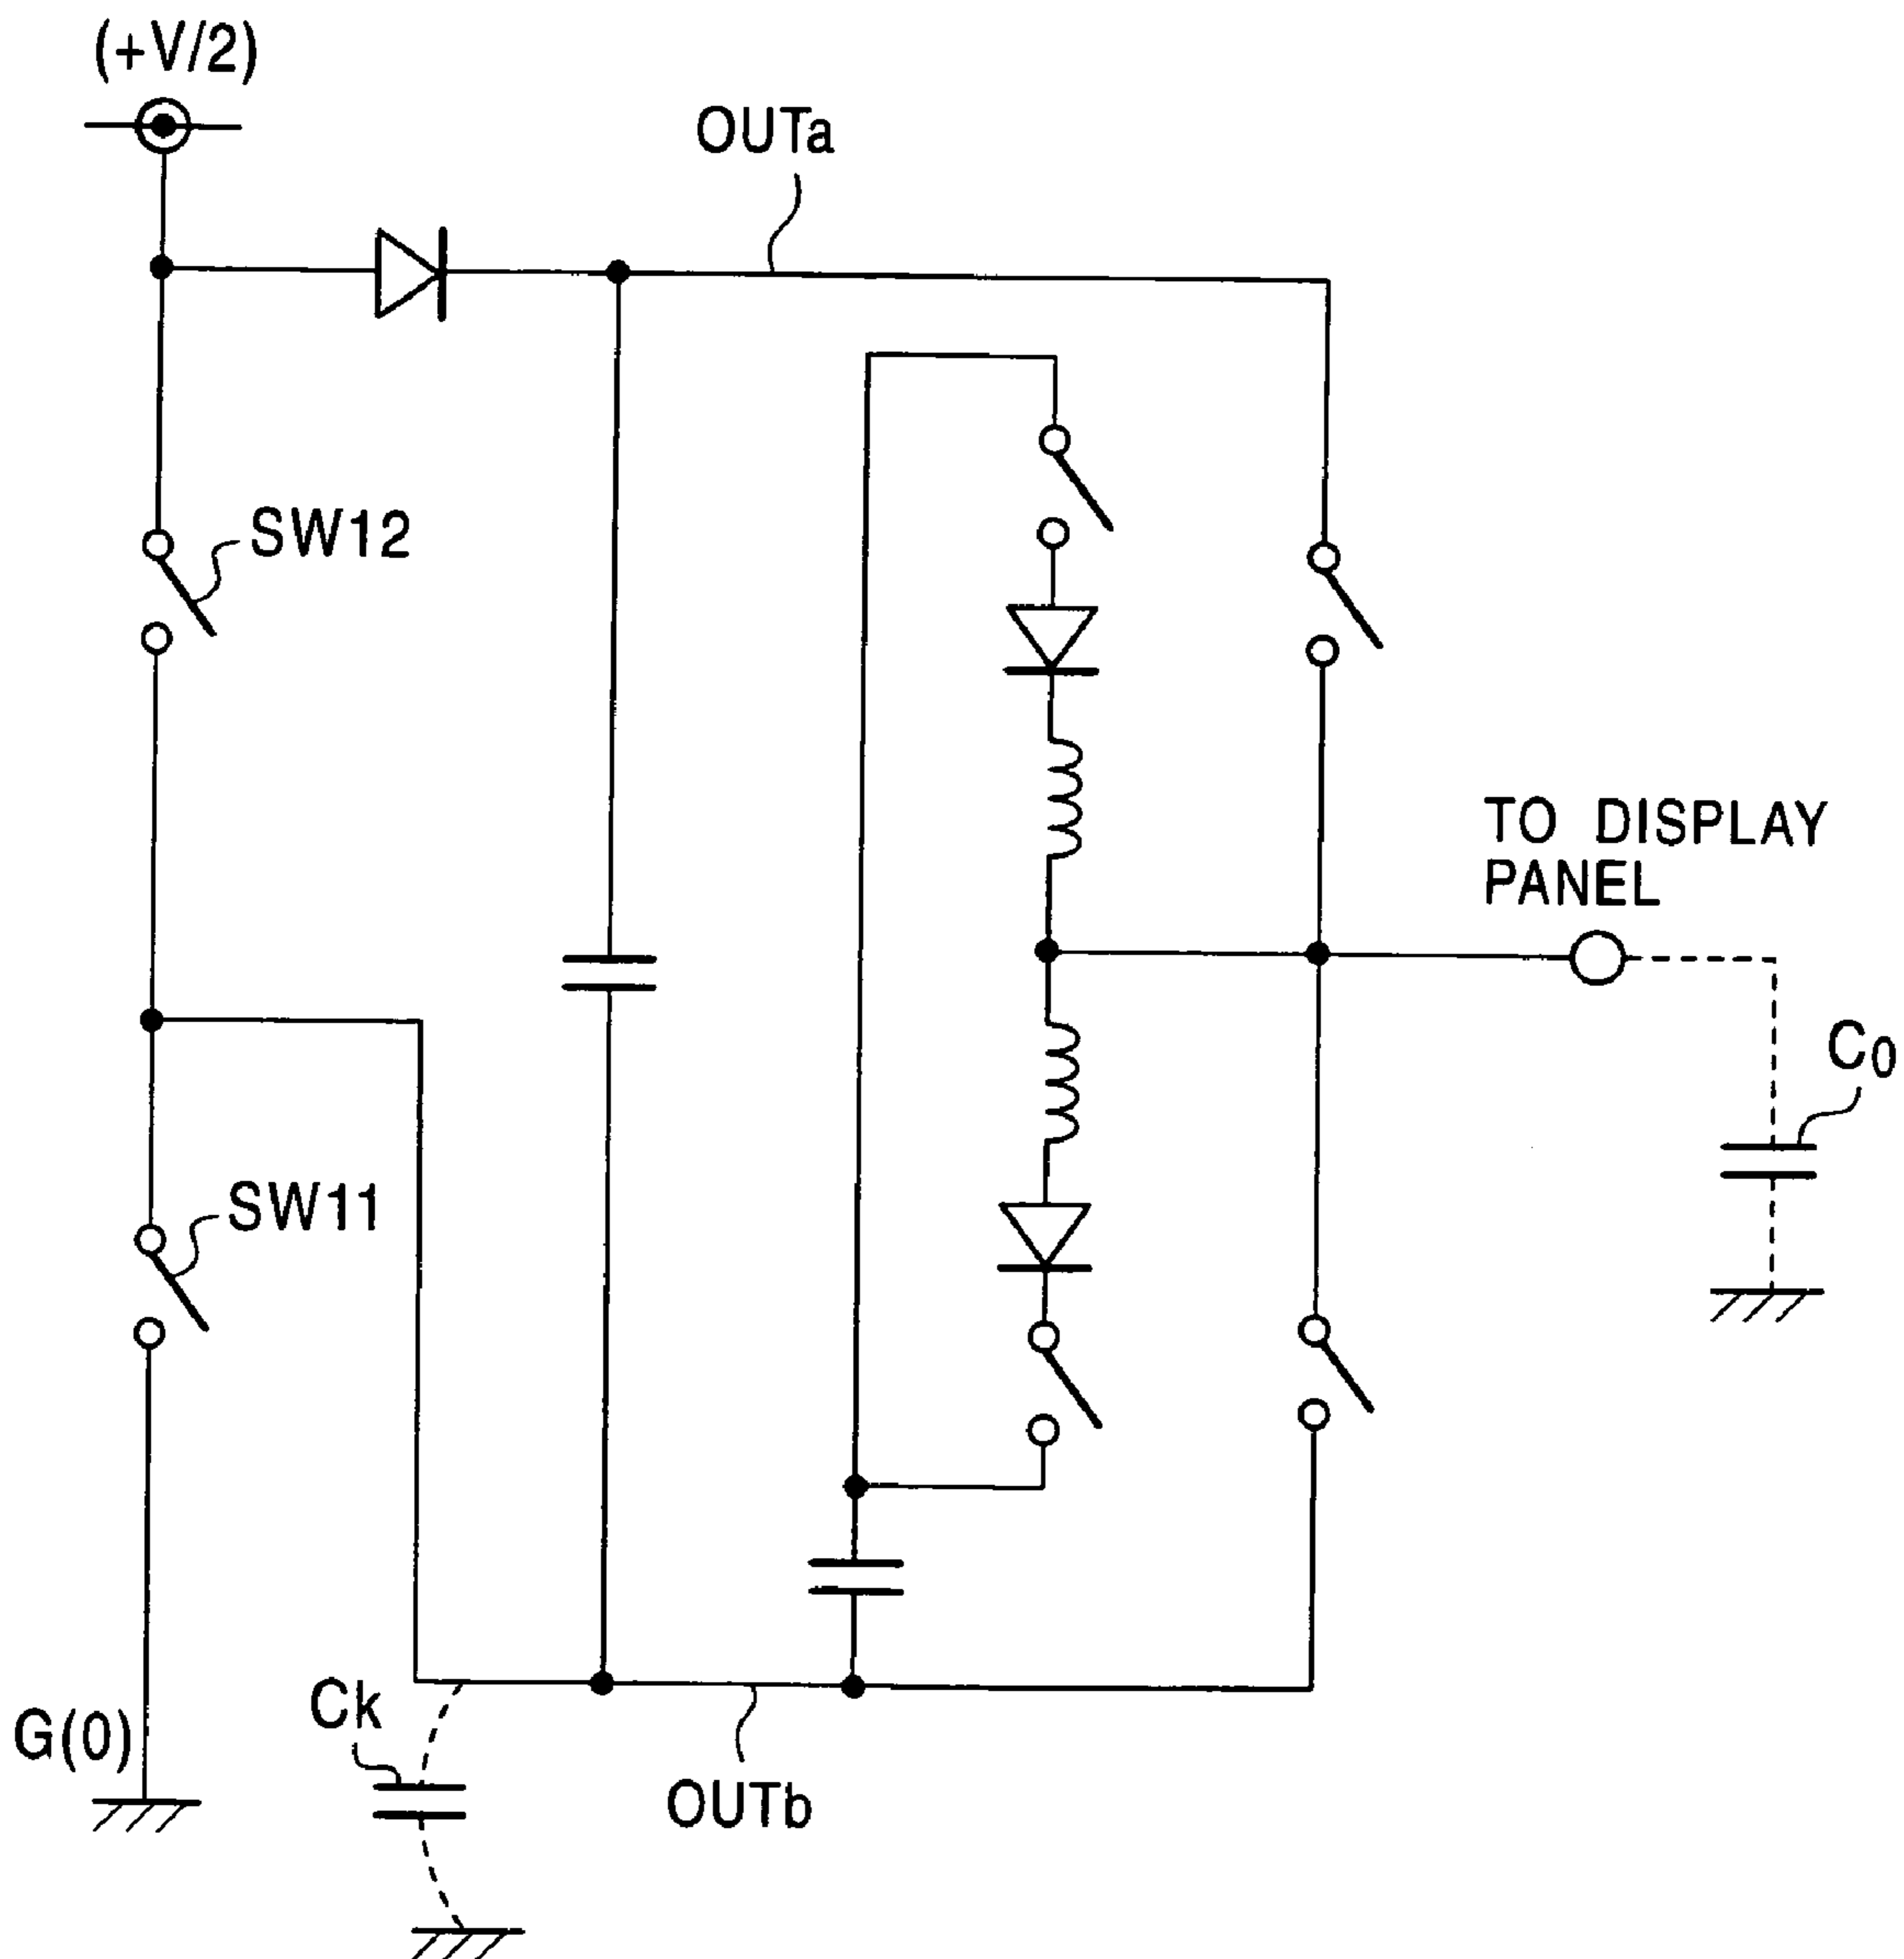 (+V/2)
OUTa
SW12
TO DISPLAY
PANEL
C0
SW11
Ck
G(0)
OUTb